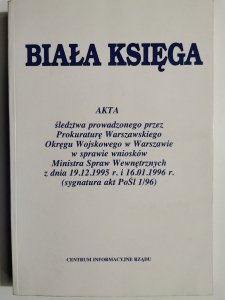 BIAŁA KSIĘGA
AKTA
śledztwa prowadzonego przez
Prokuraturę Warszawskiego
Okręgu Wojskowego w Warszawie
w sprawie wniosków
Ministra Spraw Wewnętrznych
z dnia 19.12.1995 r. i 16.01.1996 r.
(sygnatura akt PoŚl 1/96)
CENTRUM INFORMACYJNE RZĄDU